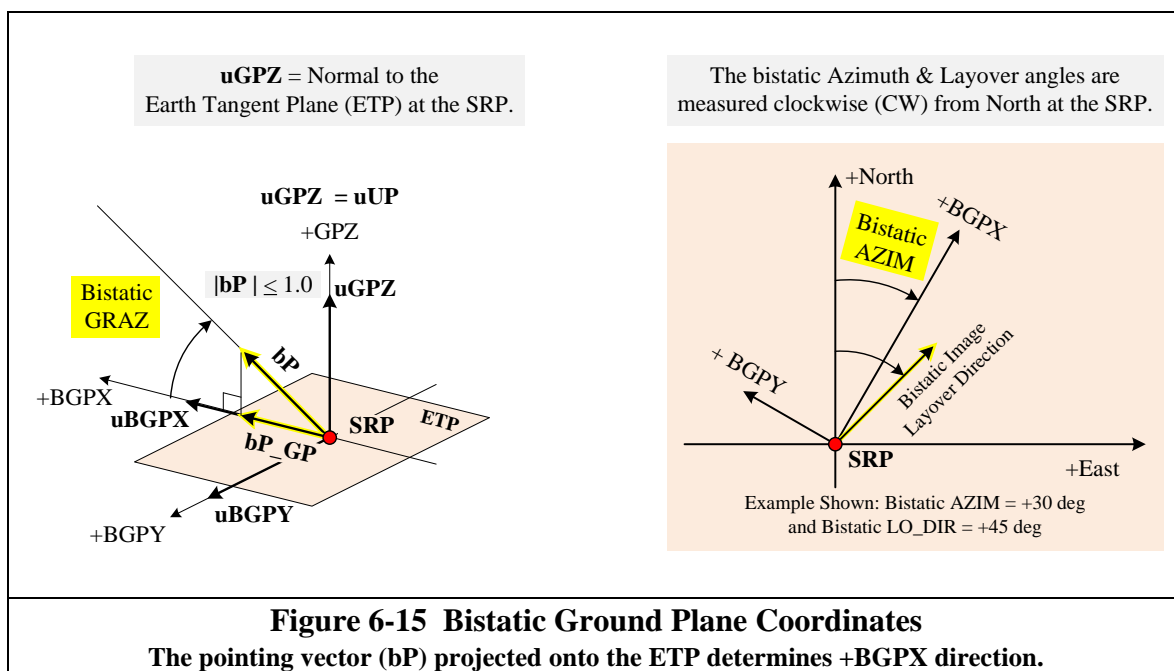 uGPZ = Normal to the
Earth Tangent Plane (ETP) at the SRP.
uGPZ = uUP
+GPZ
|bP | ≤ 1.0
uGPZ
Bistatic
GRAZ
bP
+BGPX
uBGPX
SRP
ETP
bP_GP
uBGPY
+BGPY
The bistatic Azimuth & Layover angles are
measured clockwise (CW) from North at the SRP.
+North
+BGPX
Bistatic
AZIM
+ BGPY
Bistatic Image
Layover Direction
SRP
+East
Example Shown: Bistatic AZIM = +30 deg
and Bistatic LO_DIR = +45 deg
Figure 6-15 Bistatic Ground Plane Coordinates
The pointing vector (bP) projected onto the ETP determines +BGPX direction.